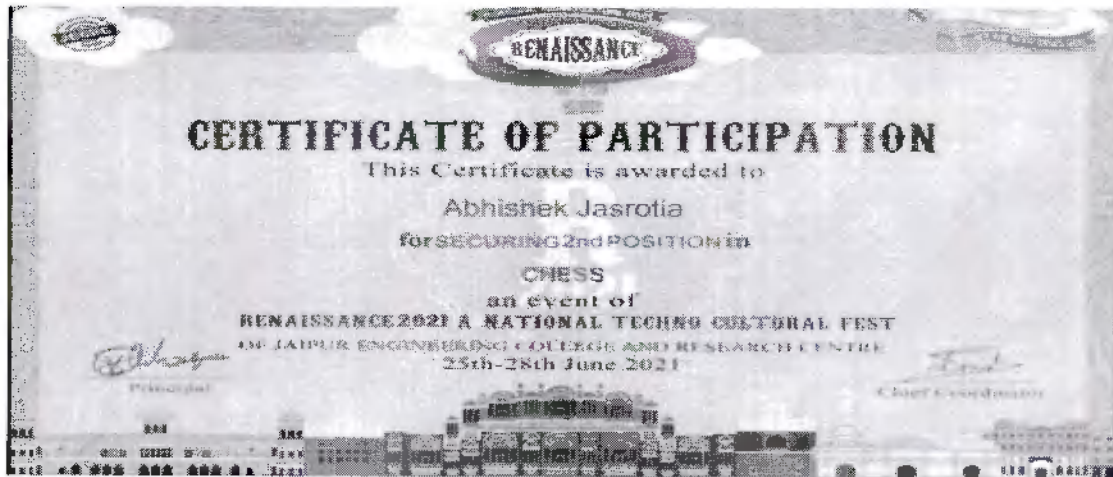 RENAISSANCE
CERTIFICATE OF PARTICIPATION
This Certificate is awarded to
Abhishek Jasrotia
for SECURING 2nd POSITION in
CHESS
an event of
RENAISSANCE 2021 A NATIONAL TECHNO CULTURAL FEST
OF JAIPUR ENGINEERING COLLEGE AND RESEARCH CENTRE
25th-28th June 2021
Principal
Chief Coordinator